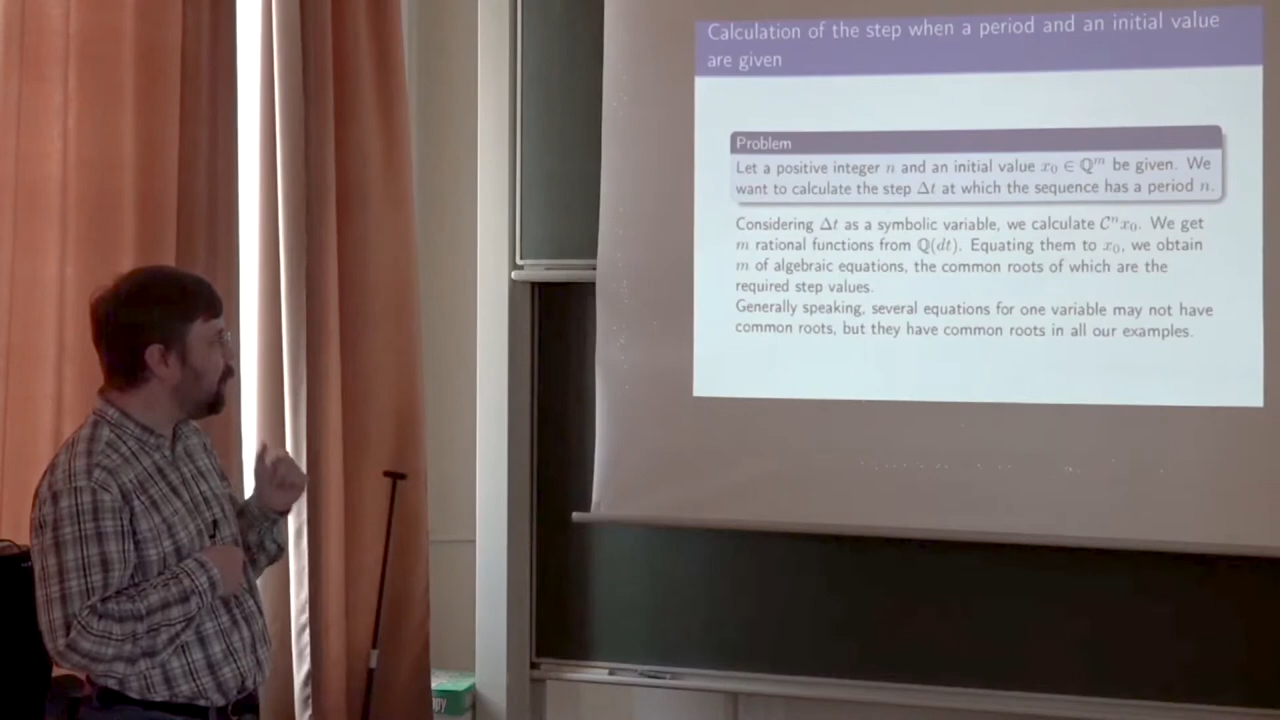 Calculation of the step when a period and an initial value
are given
Problem
Let a positive integer n and an initial value x₀ ∈ ℚᵐ be given. We
want to calculate the step Δt at which the sequence has a period n.
Considering Δt as a symbolic variable, we calculate Cⁿx₀. We get
m rational functions from ℚ(dt). Equating them to x₀, we obtain
m of algebraic equations, the common roots of which are the
required step values.
Generally speaking, several equations for one variable may not have
common roots, but they have common roots in all our examples.
py